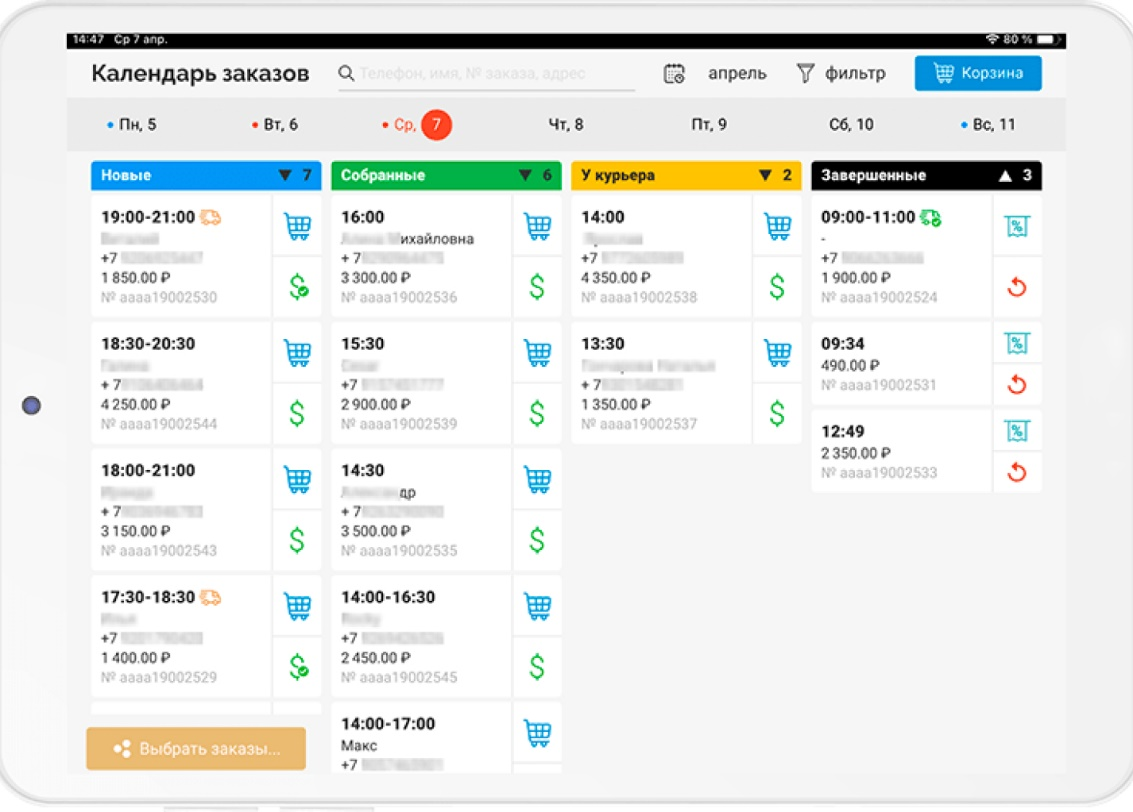 14:47 Ср 7 апр. 80 %
Календарь заказов Телефон, имя, № заказа, адрес апрель фильтр Корзина
Пн, 5 Вт, 6 Ср, 7 Чт, 8 Пт, 9 Сб, 10 Вс, 11
Новые ▼ 7
19:00-21:00
+7
1 850.00 ₽
№ aaaa19002530
18:30-20:30
+ 7
4 250.00 ₽
№ aaaa19002544
18:00-21:00
+ 7
3 150.00 ₽
№ aaaa19002543
17:30-18:30
+7
1 400.00 ₽
№ aaaa19002529
Выбрать заказы...
Собранные ▼ 6
16:00
ихайловна
+ 7
3 300.00 ₽
№ aaaa19002536
15:30
+7
2 900.00 ₽
№ aaaa19002539
14:30
др
+ 7
3 500.00 ₽
№ aaaa19002535
14:00-16:30
+7
2 450.00 ₽
№ aaaa19002545
14:00-17:00
Макс
+7
У курьера ▼ 2
14:00
+7
4 350.00 ₽
№ aaaa19002538
13:30
+ 7
1 350.00 ₽
№ aaaa19002537
Завершенные ▲ 3
09:00-11:00
-
+7
1 900.00 ₽
№ aaaa19002524
09:34
490.00 ₽
№ aaaa19002531
12:49
2 350.00 ₽
№ aaaa19002533